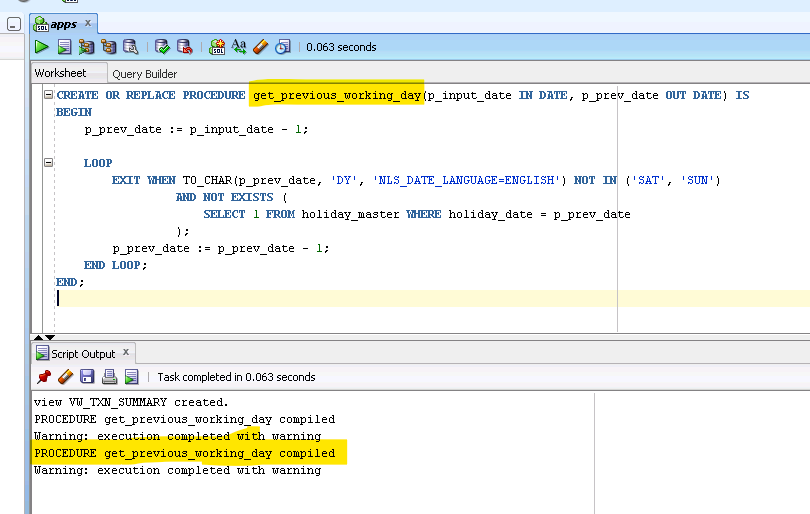 apps x
0.063 seconds
Worksheet Query Builder
CREATE OR REPLACE PROCEDURE get_previous_working_day(p_input_date IN DATE, p_prev_date OUT DATE) IS
BEGIN
    p_prev_date := p_input_date - 1;
    LOOP
        EXIT WHEN TO_CHAR(p_prev_date, 'DY', 'NLS_DATE_LANGUAGE=ENGLISH') NOT IN ('SAT', 'SUN')
                 AND NOT EXISTS (
                     SELECT 1 FROM holiday_master WHERE holiday_date = p_prev_date
                 );
        p_prev_date := p_prev_date - 1;
    END LOOP;
END;
Script Output x
Task completed in 0.063 seconds
view VW_TXN_SUMMARY created.
PROCEDURE get_previous_working_day compiled
Warning: execution completed with warning
PROCEDURE get_previous_working_day compiled
Warning: execution completed with warning